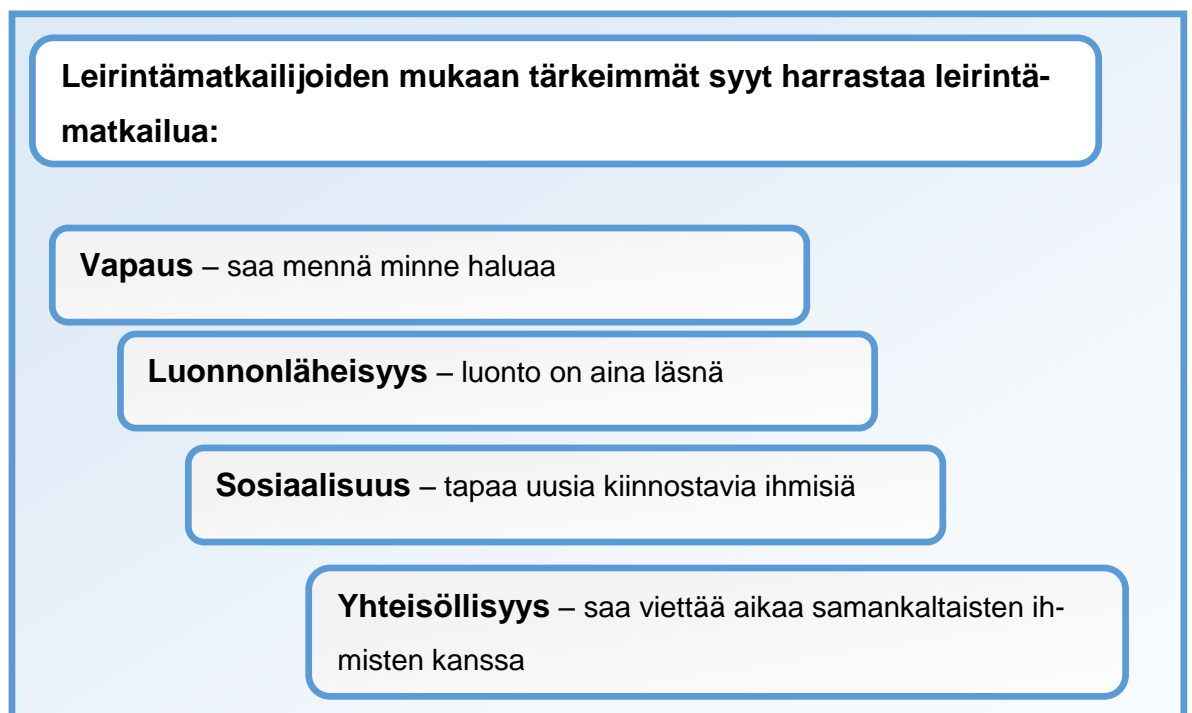 Leirintämatkailijoiden mukaan tärkeimmät syyt harrastaa leirintä-
matkailua:
Vapaus – saa mennä minne haluaa
Luonnonläheisyys – luonto on aina läsnä
Sosiaalisuus – tapaa uusia kiinnostavia ihmisiä
Yhteisöllisyys – saa viettää aikaa samankaltaisten ih-
misten kanssa